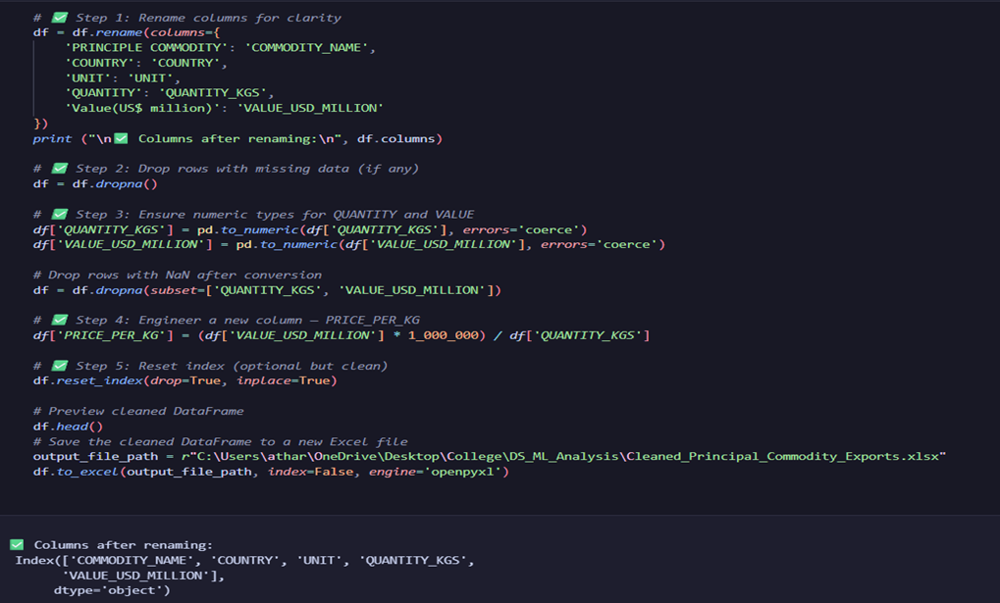 # ✅ Step 1: Rename columns for clarity
df = df.rename(columns={
    'PRINCIPLE COMMODITY': 'COMMODITY_NAME',
    'COUNTRY': 'COUNTRY',
    'UNIT': 'UNIT',
    'QUANTITY': 'QUANTITY_KGS',
    'Value(US$ million)': 'VALUE_USD_MILLION'
})
print ("\n✅ Columns after renaming:\n", df.columns)
# ✅ Step 2: Drop rows with missing data (if any)
df = df.dropna()
# ✅ Step 3: Ensure numeric types for QUANTITY and VALUE
df['QUANTITY_KGS'] = pd.to_numeric(df['QUANTITY_KGS'], errors='coerce')
df['VALUE_USD_MILLION'] = pd.to_numeric(df['VALUE_USD_MILLION'], errors='coerce')
# Drop rows with NaN after conversion
df = df.dropna(subset=['QUANTITY_KGS', 'VALUE_USD_MILLION'])
# ✅ Step 4: Engineer a new column — PRICE_PER_KG
df['PRICE_PER_KG'] = (df['VALUE_USD_MILLION'] * 1_000_000) / df['QUANTITY_KGS']
# ✅ Step 5: Reset index (optional but clean)
df.reset_index(drop=True, inplace=True)
# Preview cleaned DataFrame
df.head()
# Save the cleaned DataFrame to a new Excel file
output_file_path = r"C:\Users\athar\OneDrive\Desktop\College\DS_ML_Analysis\Cleaned_Principal_Commodity_Exports.xlsx"
df.to_excel(output_file_path, index=False, engine='openpyxl')
✅ Columns after renaming:
Index(['COMMODITY_NAME', 'COUNTRY', 'UNIT', 'QUANTITY_KGS',
       'VALUE_USD_MILLION'],
      dtype='object')